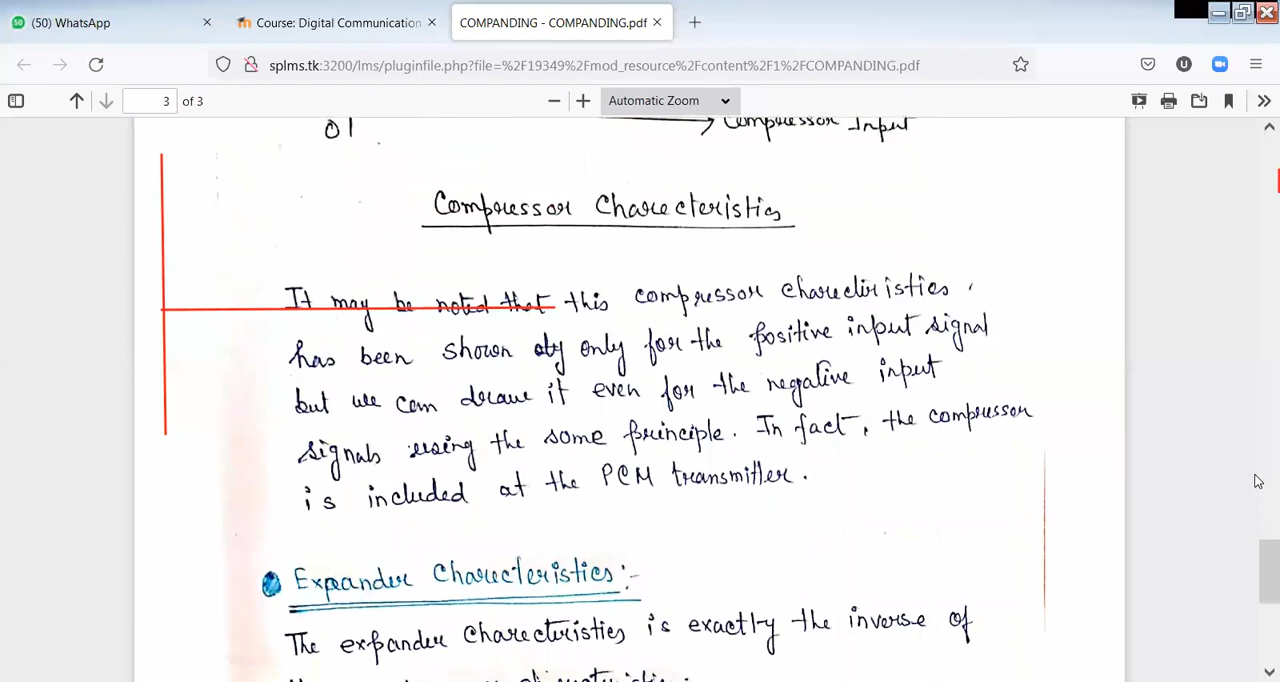 (50) WhatsApp
Course: Digital Communication
COMPANDING - COMPANDING.pdf
splms.tk:3200/lms/pluginfile.php?file=%2F19349%2Fmod_resource%2Fcontent%2F1%2FCOMPANDING.pdf
3 of 3
Automatic Zoom
01
Compressor Input
Compressor Charecteristics
It may be noted that this compressor charectiristics.
has been shown only for the positive input signal
but we can draw it even for the negative input
signals using the same principle. In fact, the compressor
is included at the PCM transmitter.
Expander Charecteristics :-
The expander Charecteristics is exactly the inverse of